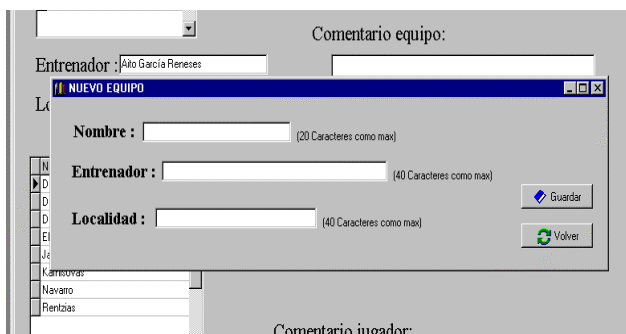 Comentario equipo:
Entrenador : Aito García Reneses
NUEVO EQUIPO
Nombre :
(20 Caracteres como max)
Entrenador :
(40 Caracteres como max)
Guardar
Localidad :
(40 Caracteres como max)
Volver
Karnisovas
Navarro
Rentzias
Comentario jugador: